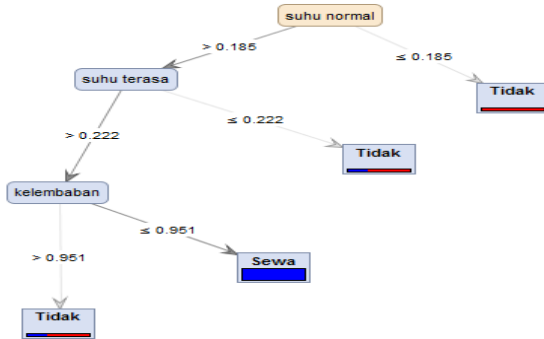 suhu normal
> 0.185
≤ 0.185
suhu terasa
Tidak
> 0.222
≤ 0.222
Tidak
kelembaban
≤ 0.951
> 0.951
Sewa
Tidak